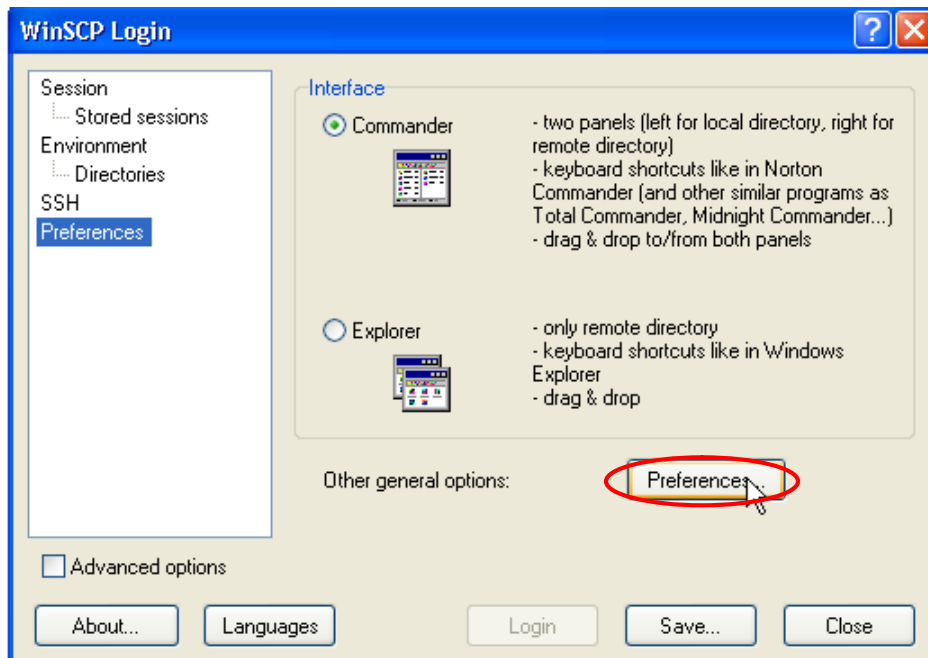 WinSCP Login
Session
Stored sessions
Environment
Directories
SSH
Preferences
Interface
Commander
- two panels (left for local directory, right for
remote directory)
- keyboard shortcuts like in Norton
Commander (and other similar programs as
Total Commander, Midnight Commander...)
- drag & drop to/from both panels
Explorer
- only remote directory
- keyboard shortcuts like in Windows
Explorer
- drag & drop
Other general options:
Preferences...
Advanced options
About...
Languages
Login
Save...
Close